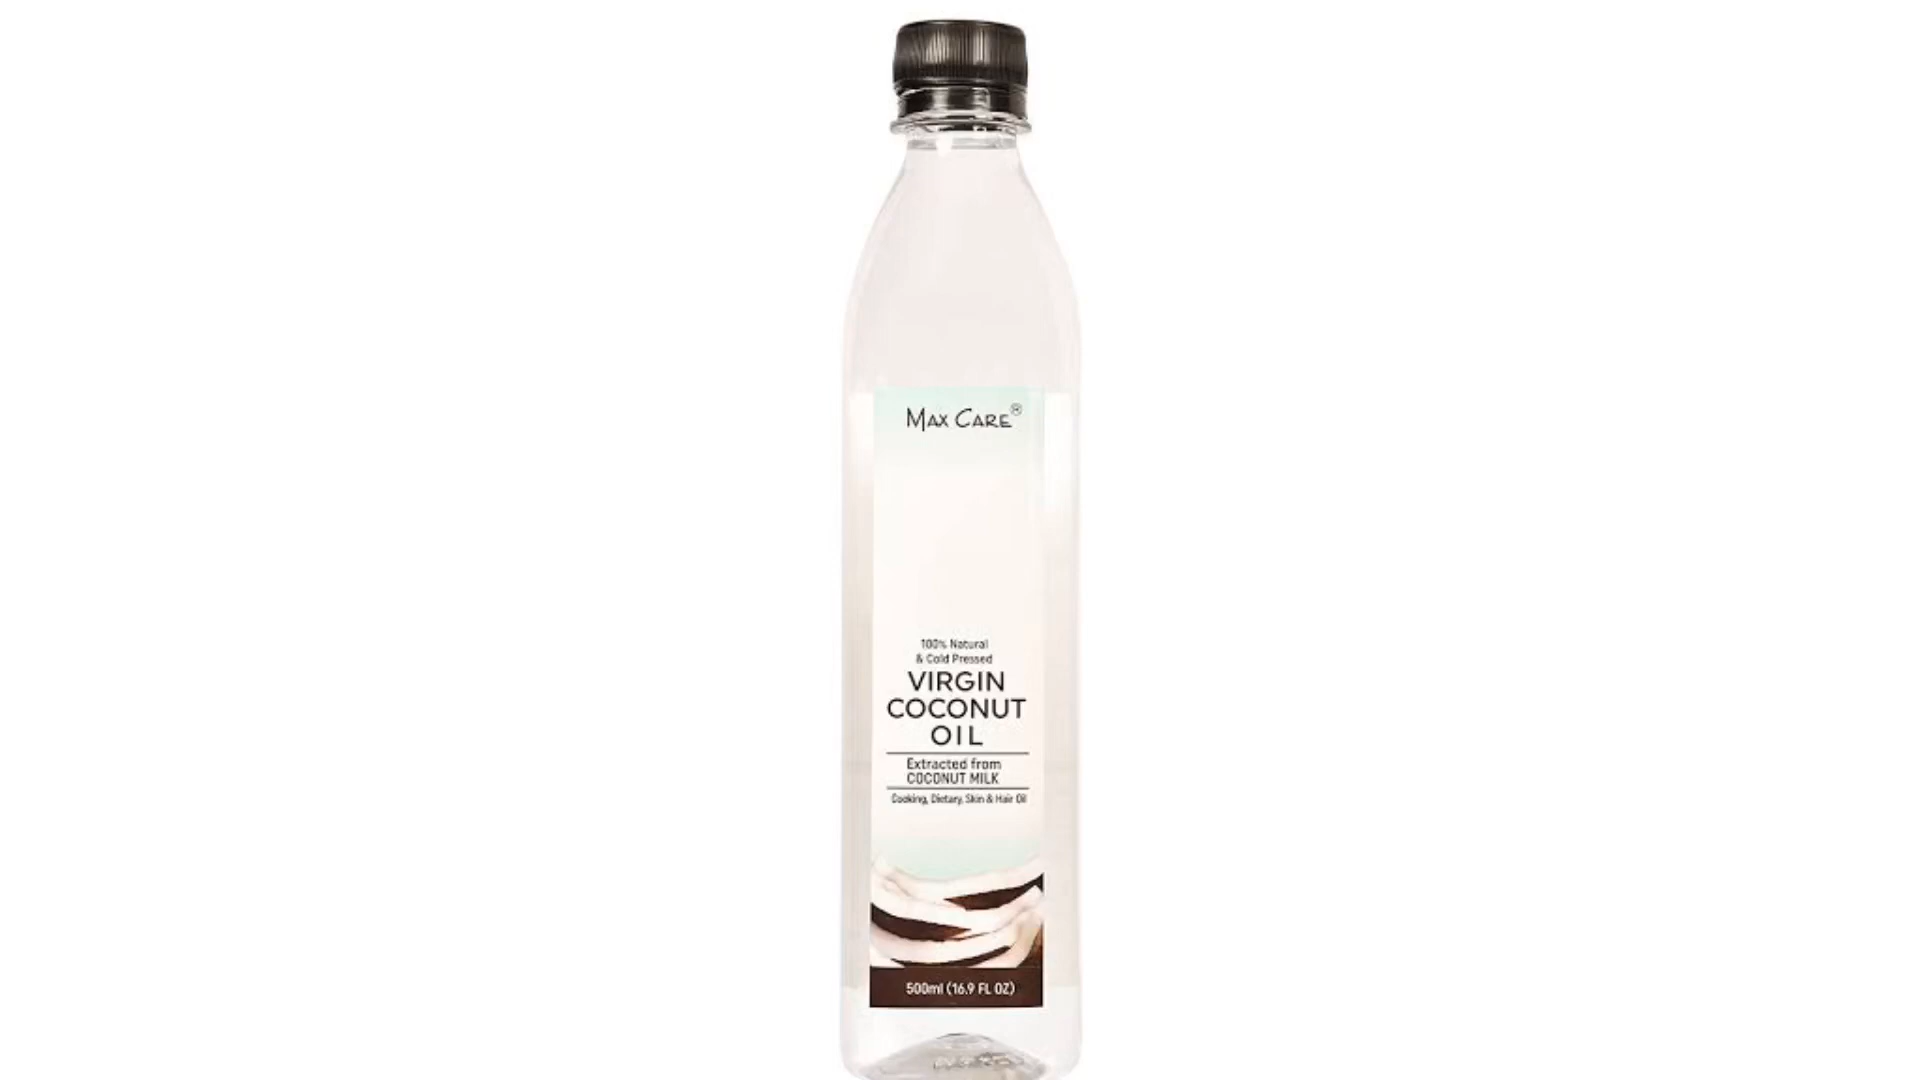 MAX CARE®
100% Natural
& Cold Pressed
VIRGIN
COCONUT
OIL
Extracted from
COCONUT MILK
Cooking, Dietary, Skin & Hair Oil
500ml (16.9 FL OZ)